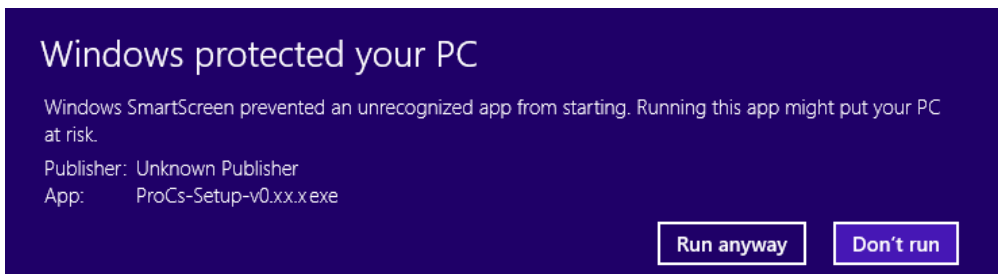 Windows protected your PC
Windows SmartScreen prevented an unrecognized app from starting. Running this app might put your PC
at risk.
Publisher: Unknown Publisher
App: ProCs-Setup-v0.xx.x exe
Run anyway Don't run